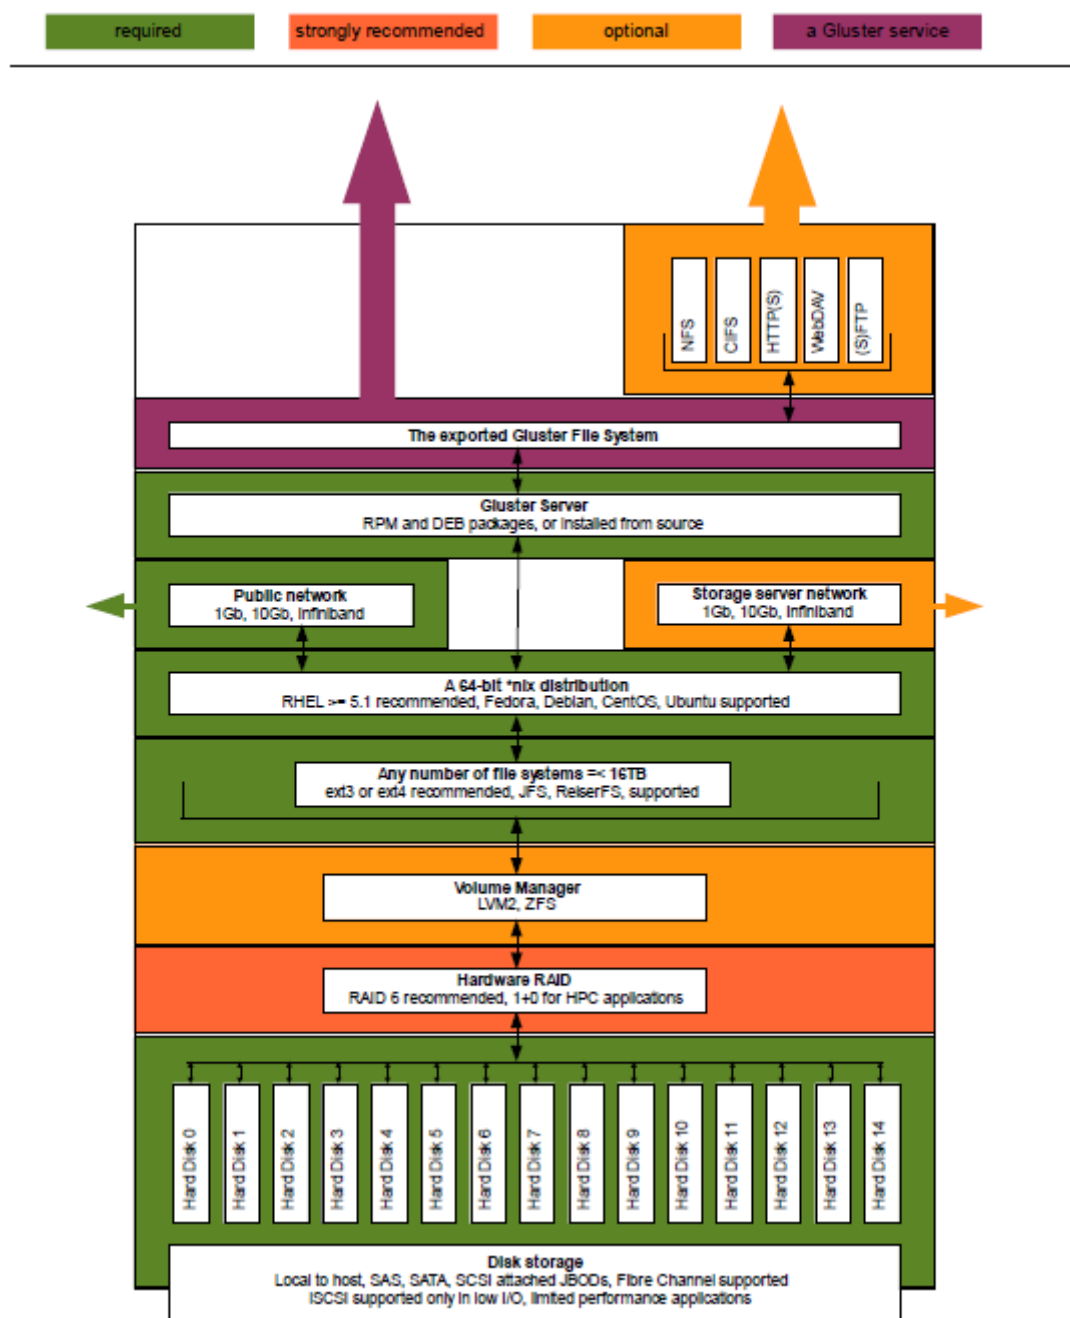 required
strongly recommended
optional
a Gluster service
NFS
CIFS
HTTP(S)
WebDAV
(S)FTP
The exported Gluster File System
Gluster Server
RPM and DEB packages, or installed from source
Public network
1Gb, 10Gb, Infiniband
Storage server network
1Gb, 10Gb, Infiniband
A 64-bit *nix distribution
RHEL >= 5.1 recommended, Fedora, Debian, CentOS, Ubuntu supported
Any number of file systems =< 16TB
ext3 or ext4 recommended, JFS, ReiserFS, supported
Volume Manager
LVM2, ZFS
Hardware RAID
RAID 6 recommended, 1+0 for HPC applications
Hard Disk 0
Hard Disk 1
Hard Disk 2
Hard Disk 3
Hard Disk 4
Hard Disk 5
Hard Disk 6
Hard Disk 7
Hard Disk 8
Hard Disk 9
Hard Disk 10
Hard Disk 11
Hard Disk 12
Hard Disk 13
Hard Disk 14
Disk storage
Local to host, SAS, SATA, SCSI attached JBODs, Fibre Channel supported
iSCSI supported only in low I/O, limited performance applications